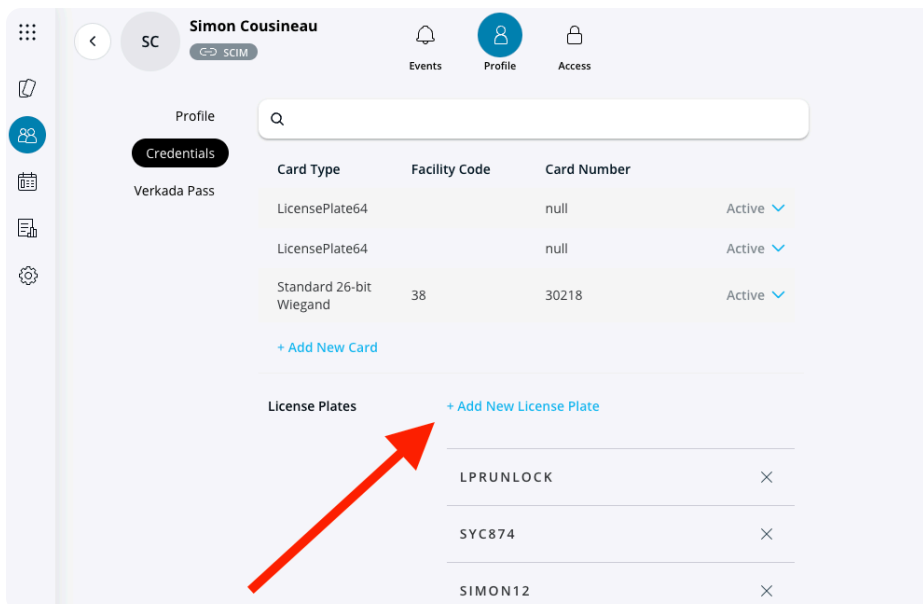 Simon Cousineau
SC
SCIM
Events
Profile
Access
Profile
Credentials
Verkada Pass
Card Type Facility Code Card Number
LicensePlate64 null Active
LicensePlate64 null Active
Standard 26-bit
Wiegand 38 30218 Active
+ Add New Card
License Plates + Add New License Plate
LPRUNLOCK
SYC874
SIMON12